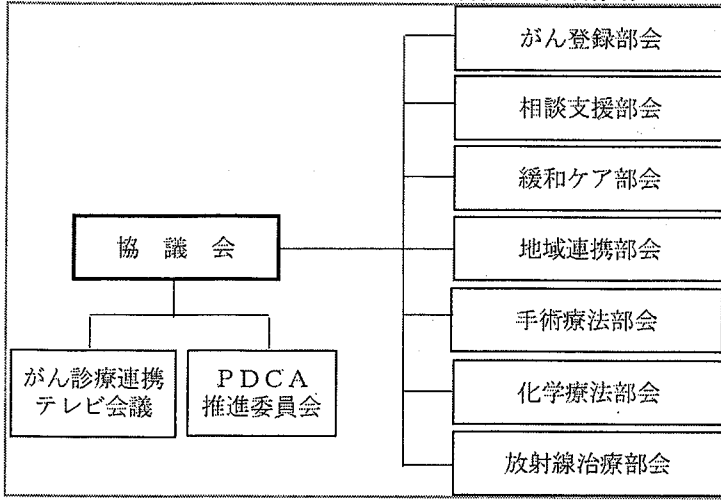 がん登録部会
相談支援部会
緩和ケア部会
協議会
地域連携部会
手術療法部会
がん診療連携
テレビ会議
PDCA
推進委員会
化学療法部会
放射線治療部会